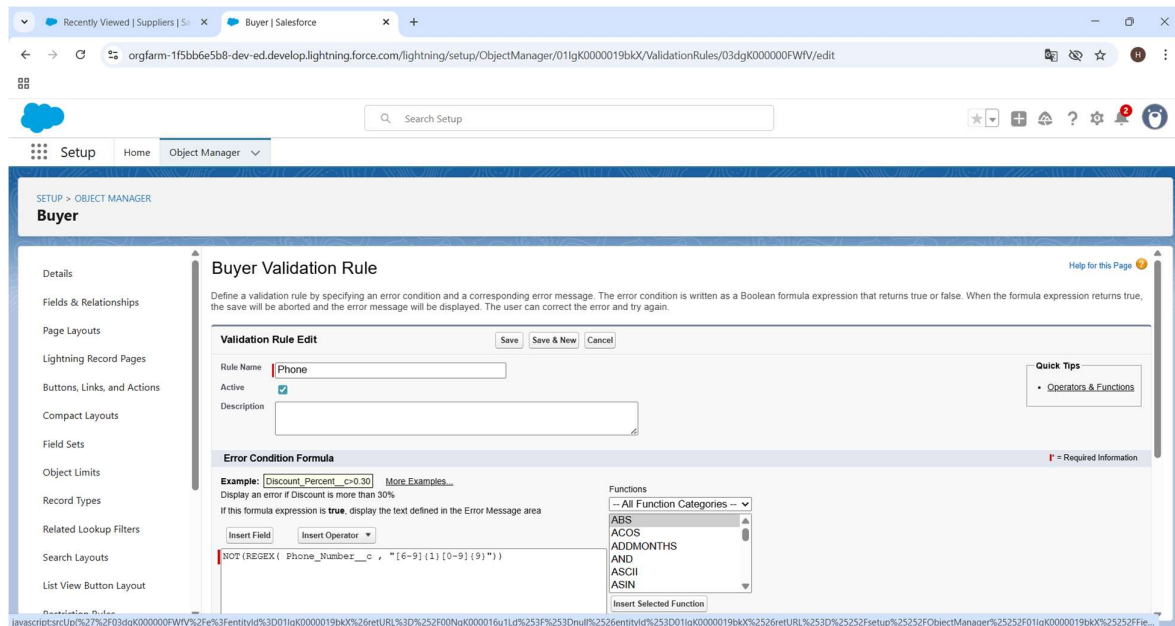 Recently Viewed | Suppliers | Sa
Buyer | Salesforce
orgfarm-1f5bb6e5b8-dev-ed.develop.lightning.force.com/lightning/setup/ObjectManager/01IgK0000019bkX/ValidationRules/03dgK000000FWfV/edit
H
Search Setup
2
Setup
Home
Object Manager
SETUP > OBJECT MANAGER
Buyer
Details
Fields & Relationships
Page Layouts
Lightning Record Pages
Buttons, Links, and Actions
Compact Layouts
Field Sets
Object Limits
Record Types
Related Lookup Filters
Search Layouts
List View Button Layout
Restriction Rules
Buyer Validation Rule
Help for this Page
Define a validation rule by specifying an error condition and a corresponding error message. The error condition is written as a Boolean formula expression that returns true or false. When the formula expression returns true,
the save will be aborted and the error message will be displayed. The user can correct the error and try again.
Validation Rule Edit
Save
Save & New
Cancel
Rule Name
Phone
Active
Description
Quick Tips
• Operators & Functions
Error Condition Formula
= Required Information
Example: Discount_Percent__c>0.30 More Examples...
Display an error if Discount is more than 30%
If this formula expression is true, display the text defined in the Error Message area
Insert Field
Insert Operator
NOT(REGEX( Phone_Number__c , "[6-9]{1}[0-9]{9}"))
Functions
-- All Function Categories --
ABS
ACOS
ADDMONTHS
AND
ASCII
ASIN
Insert Selected Function